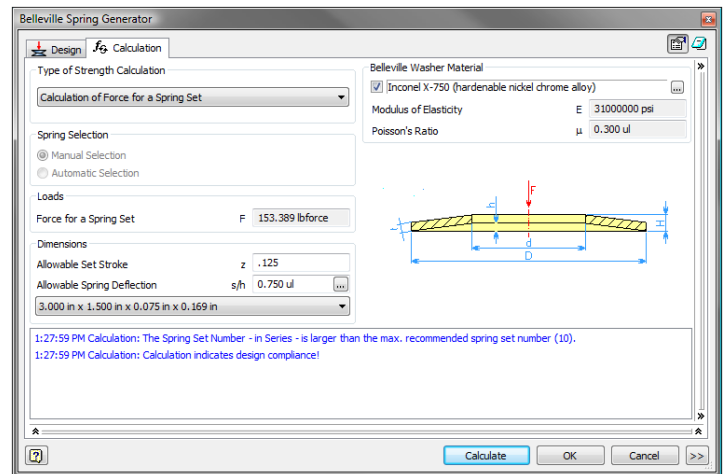 Belleville Spring Generator
Design
fG Calculation
Type of Strength Calculation
Calculation of Force for a Spring Set
Spring Selection
Manual Selection
Automatic Selection
Loads
Force for a Spring Set F 153.389 lbforce
Dimensions
Allowable Set Stroke z .125
Allowable Spring Deflection s/h 0.750 ul ...
3.000 in x 1.500 in x 0.075 in x 0.169 in
Belleville Washer Material
Inconel X-750 (hardenable nickel chrome alloy) ...
Modulus of Elasticity E 31000000 psi
Poisson's Ratio μ 0.300 ul
F
h
t
H
d
D
1:27:59 PM Calculation: The Spring Set Number - in Series - is larger than the max. recommended spring set number (10).
1:27:59 PM Calculation: Calculation indicates design compliance!
Calculate OK Cancel >>